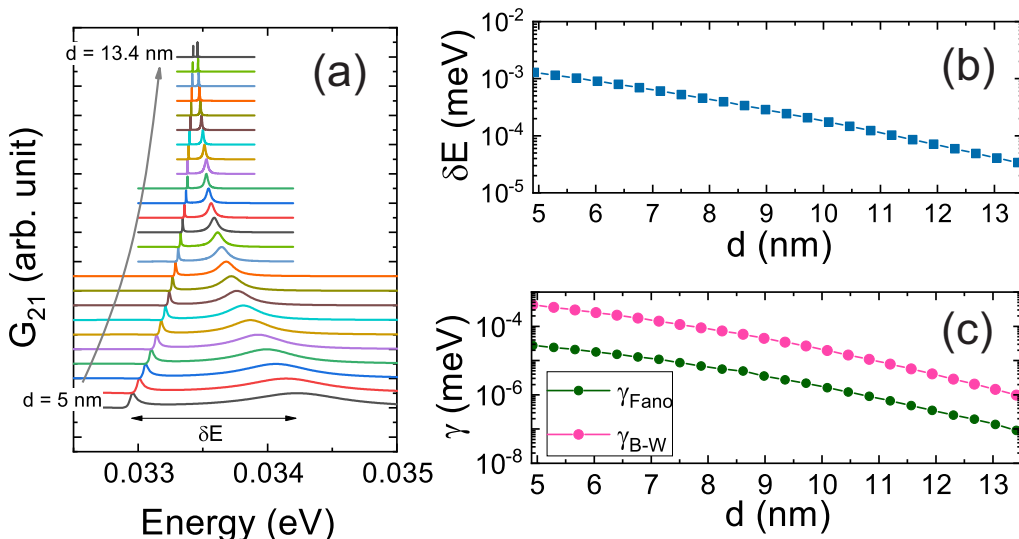 (a)
d = 13.4 nm
G₂₁ (arb. unit)
d = 5 nm
δE
0.033 0.034 0.035
Energy (eV)
(b)
δE (meV)
10⁻²
10⁻³
10⁻⁴
10⁻⁵
5 6 7 8 9 10 11 12 13
d (nm)
(c)
γ (meV)
10⁻⁴
10⁻⁶
10⁻⁸
γFano
γB-W
5 6 7 8 9 10 11 12 13
d (nm)